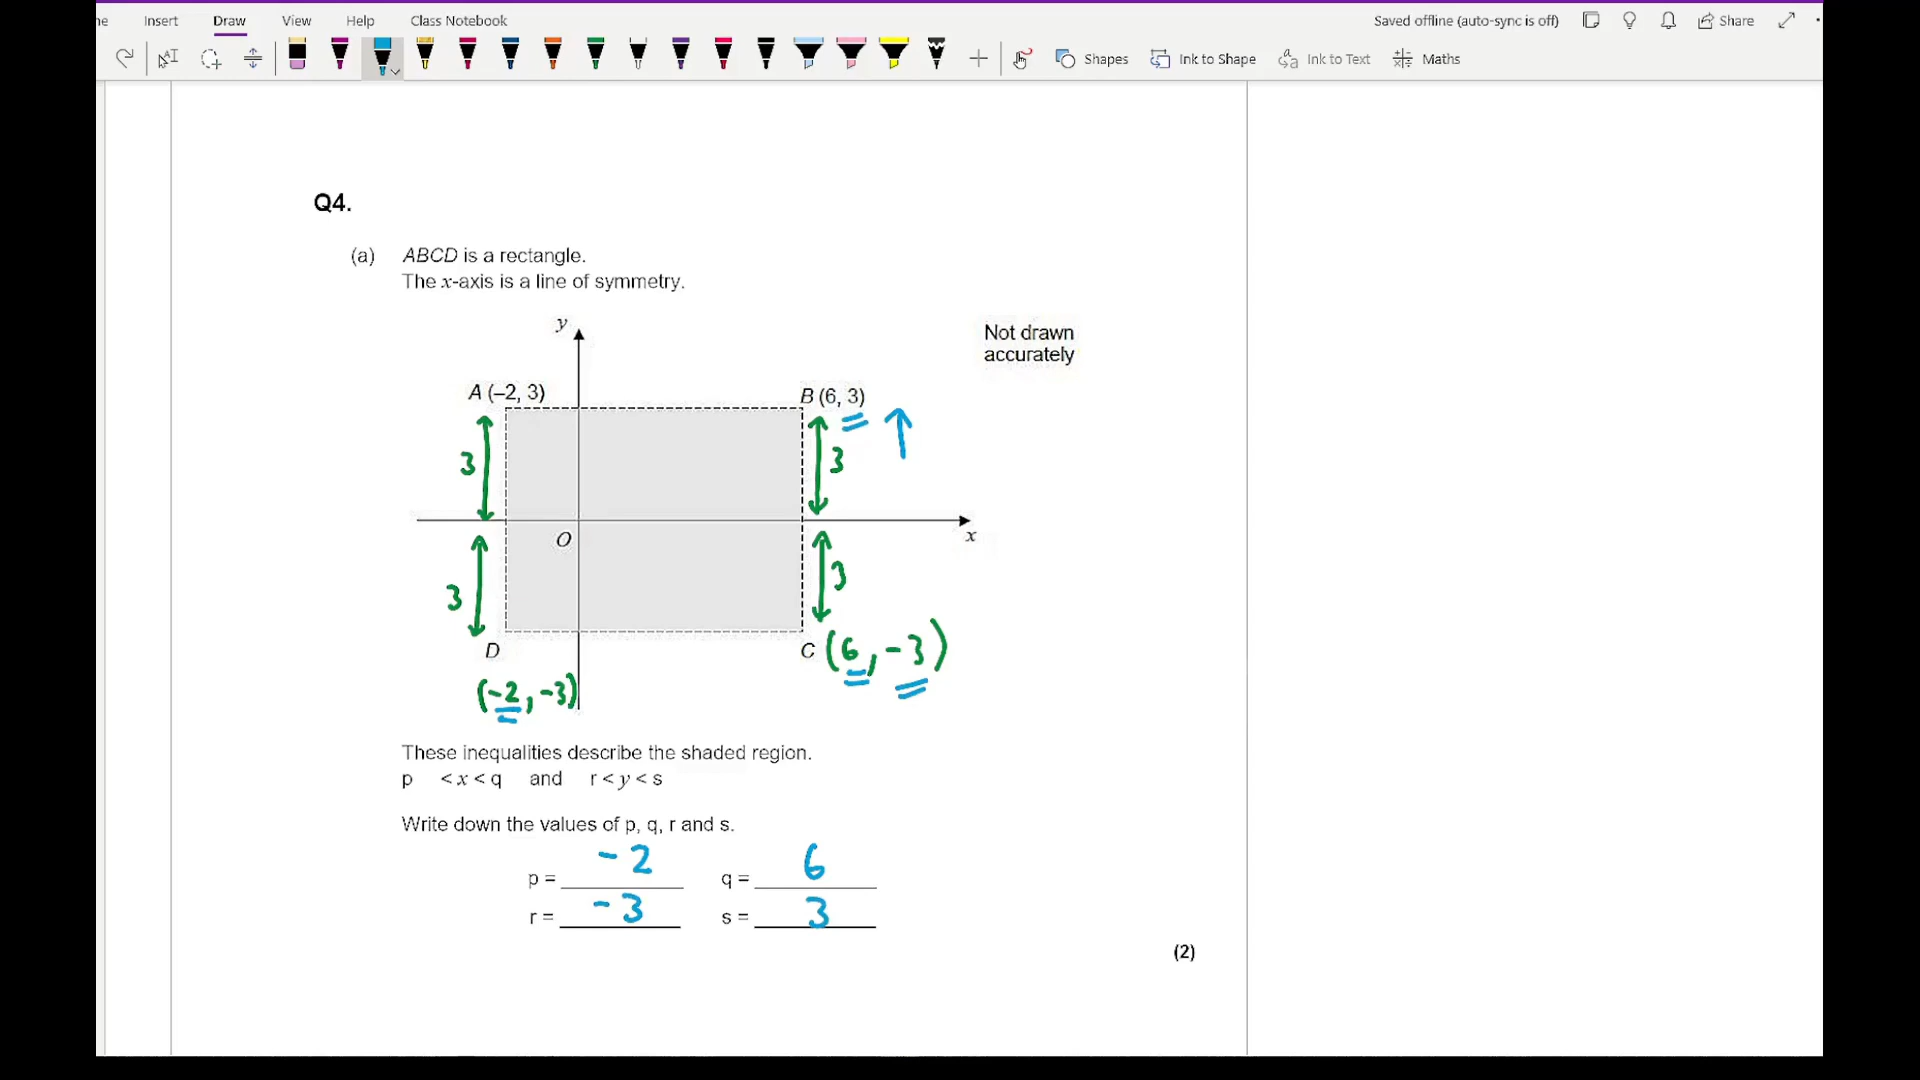 ne Insert Draw View Help Class Notebook Saved offline (auto-sync is off) Share
Shapes Ink to Shape Ink to Text Maths
Q4.
(a) ABCD is a rectangle.
The x-axis is a line of symmetry.
y
Not drawn
accurately
A (–2, 3) B (6, 3)
3 3
O x
3 3
D C (6, -3)
(-2, -3)
These inequalities describe the shaded region.
p < x < q and r < y < s
Write down the values of p, q, r and s.
p = -2 q = 6
r = -3 s = 3
(2)